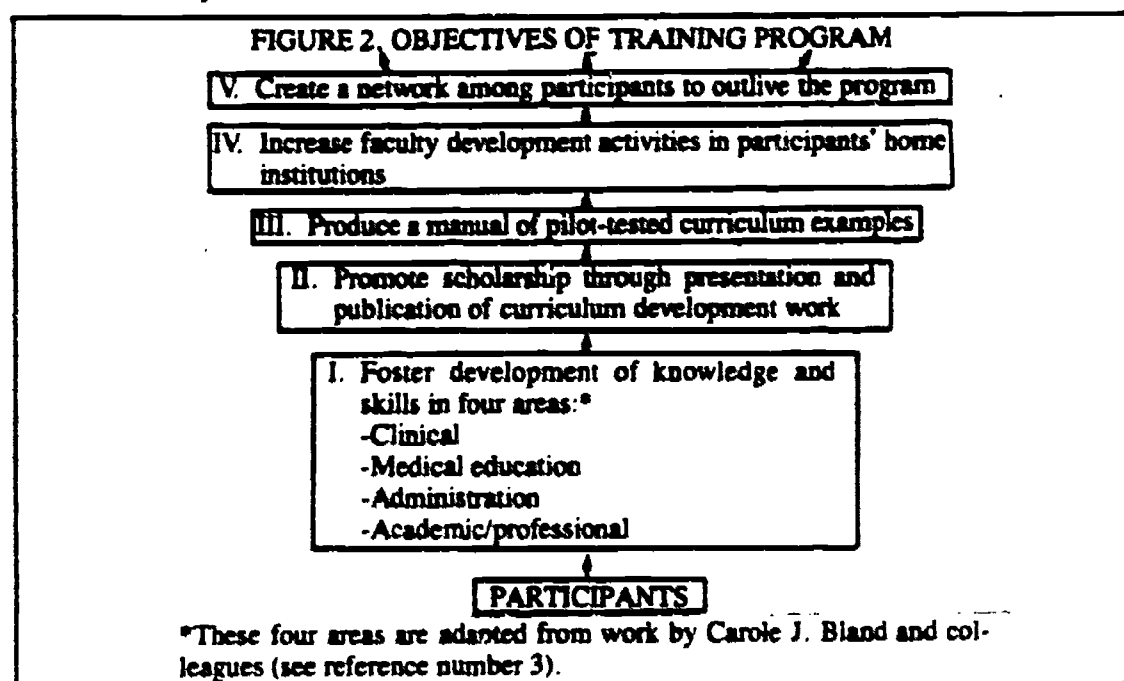 FIGURE 2. OBJECTIVES OF TRAINING PROGRAM
V. Create a network among participants to outlive the program
IV. Increase faculty development activities in participants' home
institutions
III. Produce a manual of pilot-tested curriculum examples
II. Promote scholarship through presentation and
publication of curriculum development work
I. Foster development of knowledge and
skills in four areas:*
-Clinical
-Medical education
-Administration
-Academic/professional
PARTICIPANTS
*These four areas are adapted from work by Carole J. Bland and col-
leagues (see reference number 3).